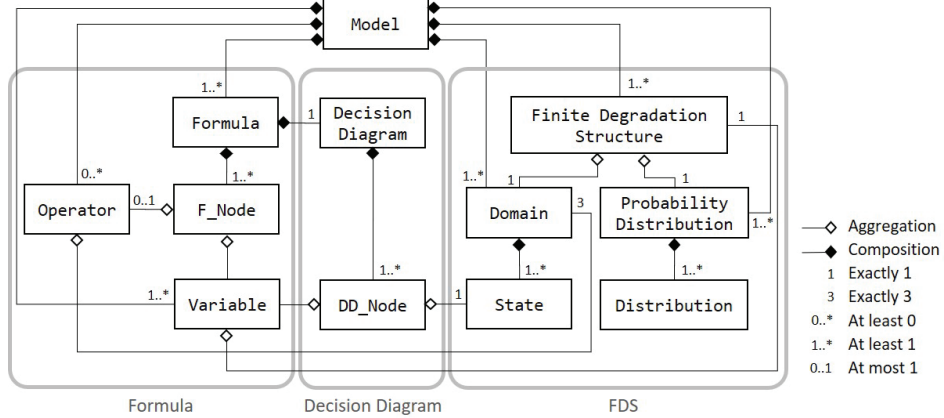 Model
1..*
1..*
Formula
1
Decision
Diagram
Finite Degradation
Structure
1
0..*
1..*
1..*
1
1
Operator
0..1
F_Node
Domain
3
Probability
Distribution
1..*
Aggregation
Composition
1..*
Variable
1..*
DD_Node
1
State
1..*
Distribution
1..*
1 Exactly 1
3 Exactly 3
0..* At least 0
1..* At least 1
0..1 At most 1
Formula
Decision Diagram
FDS